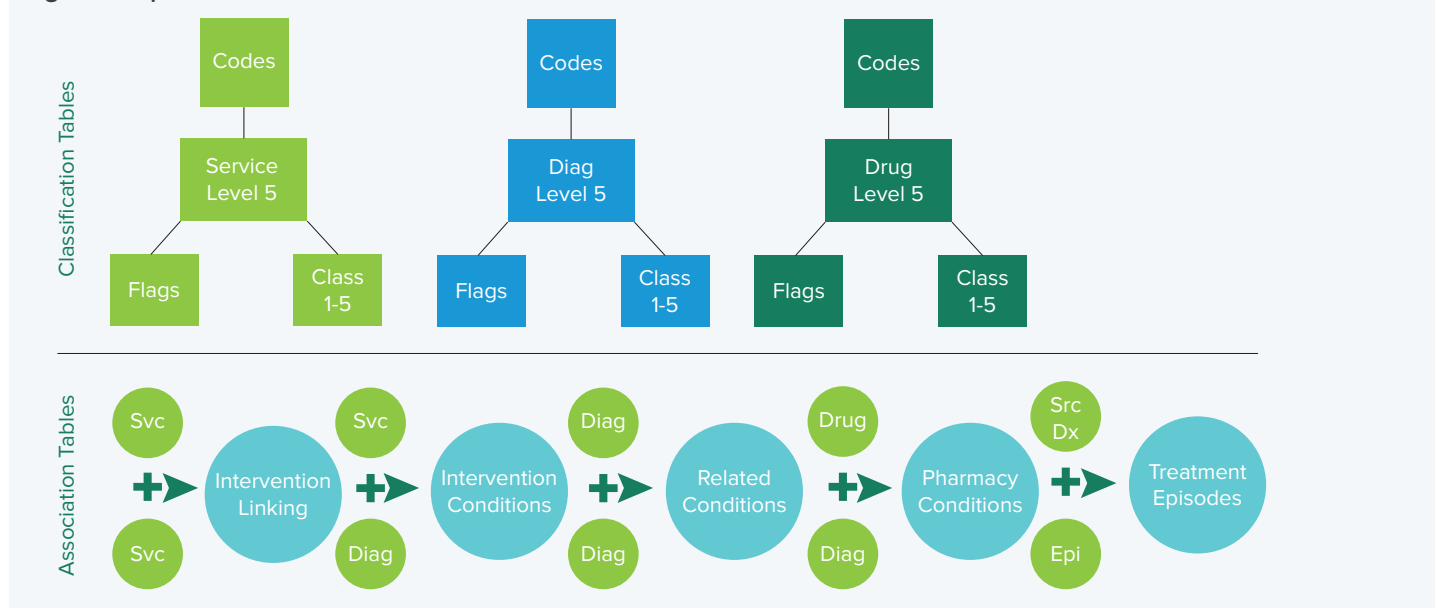 Classification Tables
Codes
Codes
Codes
Service
Level 5
Diag
Level 5
Drug
Level 5
Flags
Class
1-5
Flags
Class
1-5
Flags
Class
1-5
Association Tables
Svc
Svc
Intervention
Linking
Svc
Diag
Intervention
Conditions
Diag
Diag
Related
Conditions
Drug
Diag
Pharmacy
Conditions
Src
Dx
Epi
Treatment
Episodes